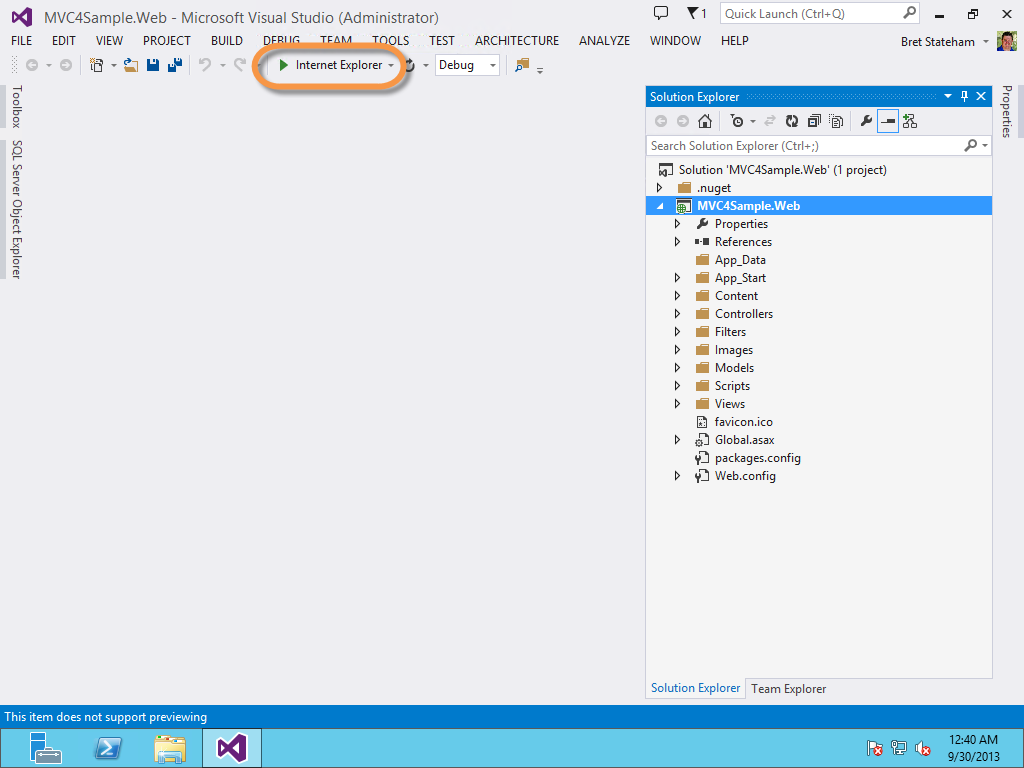 MVC4Sample.Web - Microsoft Visual Studio (Administrator)
1
Quick Launch (Ctrl+Q)
FILE EDIT VIEW PROJECT BUILD DEBUG TEAM TOOLS TEST ARCHITECTURE ANALYZE WINDOW HELP
Bret Stateham
Internet Explorer
Debug
Toolbox
SQL Server Object Explorer
Solution Explorer
Search Solution Explorer (Ctrl+;)
Solution 'MVC4Sample.Web' (1 project)
.nuget
MVC4Sample.Web
Properties
References
App_Data
App_Start
Content
Controllers
Filters
Images
Models
Scripts
Views
favicon.ico
Global.asax
packages.config
Web.config
Solution Explorer Team Explorer
Properties
This item does not support previewing
12:40 AM
9/30/2013